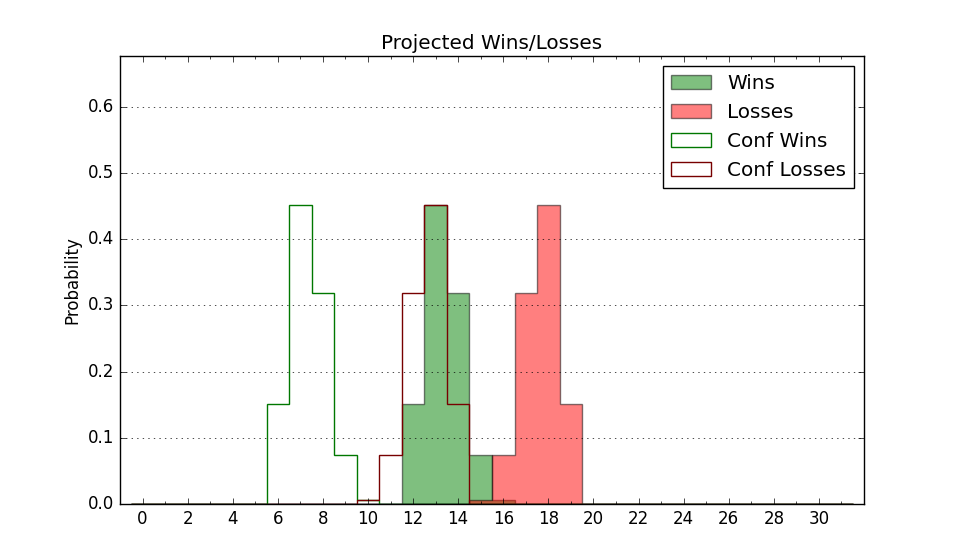 Projected Wins/Losses
Wins
Losses
Conf Wins
Conf Losses
Probability
0.6
0.5
0.4
0.3
0.2
0.1
0.0
0 2 4 6 8 10 12 14 16 18 20 22 24 26 28 30